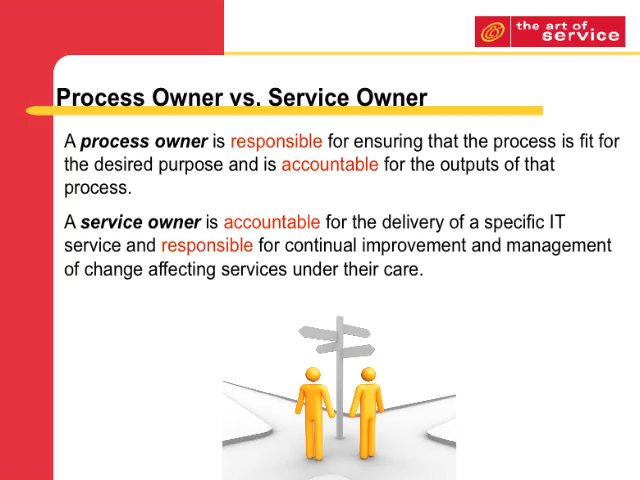 the art of
service
Process Owner vs. Service Owner
A process owner is responsible for ensuring that the process is fit for
the desired purpose and is accountable for the outputs of that
process.
A service owner is accountable for the delivery of a specific IT
service and responsible for continual improvement and management
of change affecting services under their care.